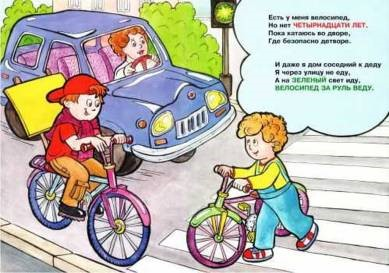 Есть у меня велосипед,
Но нет ЧЕТЫРНАДЦАТИ ЛЕТ.
Пока катаюсь во дворе,
Где безопасно детворе.
И даже в дом соседний к деду
Я через улицу не еду,
А на ЗЕЛЕНЫЙ свет иду,
ВЕЛОСИПЕД ЗА РУЛЬ ВЕДУ.